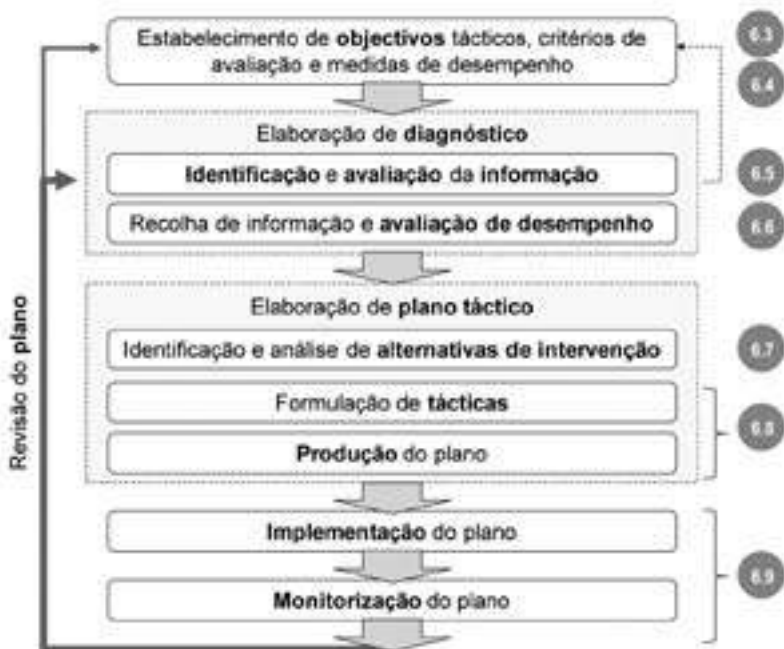 Estabelecimento de objectivos tácticos, critérios de
avaliação e medidas de desempenho
6.3
6.4
Elaboração de diagnóstico
Identificação e avaliação da informação
6.5
Recolha de informação e avaliação de desempenho
6.6
Elaboração de plano táctico
Identificação e análise de alternativas de intervenção
6.7
Formulação de tácticas
6.8
Produção do plano
Implementação do plano
6.9
Monitorização do plano
Revisão do plano